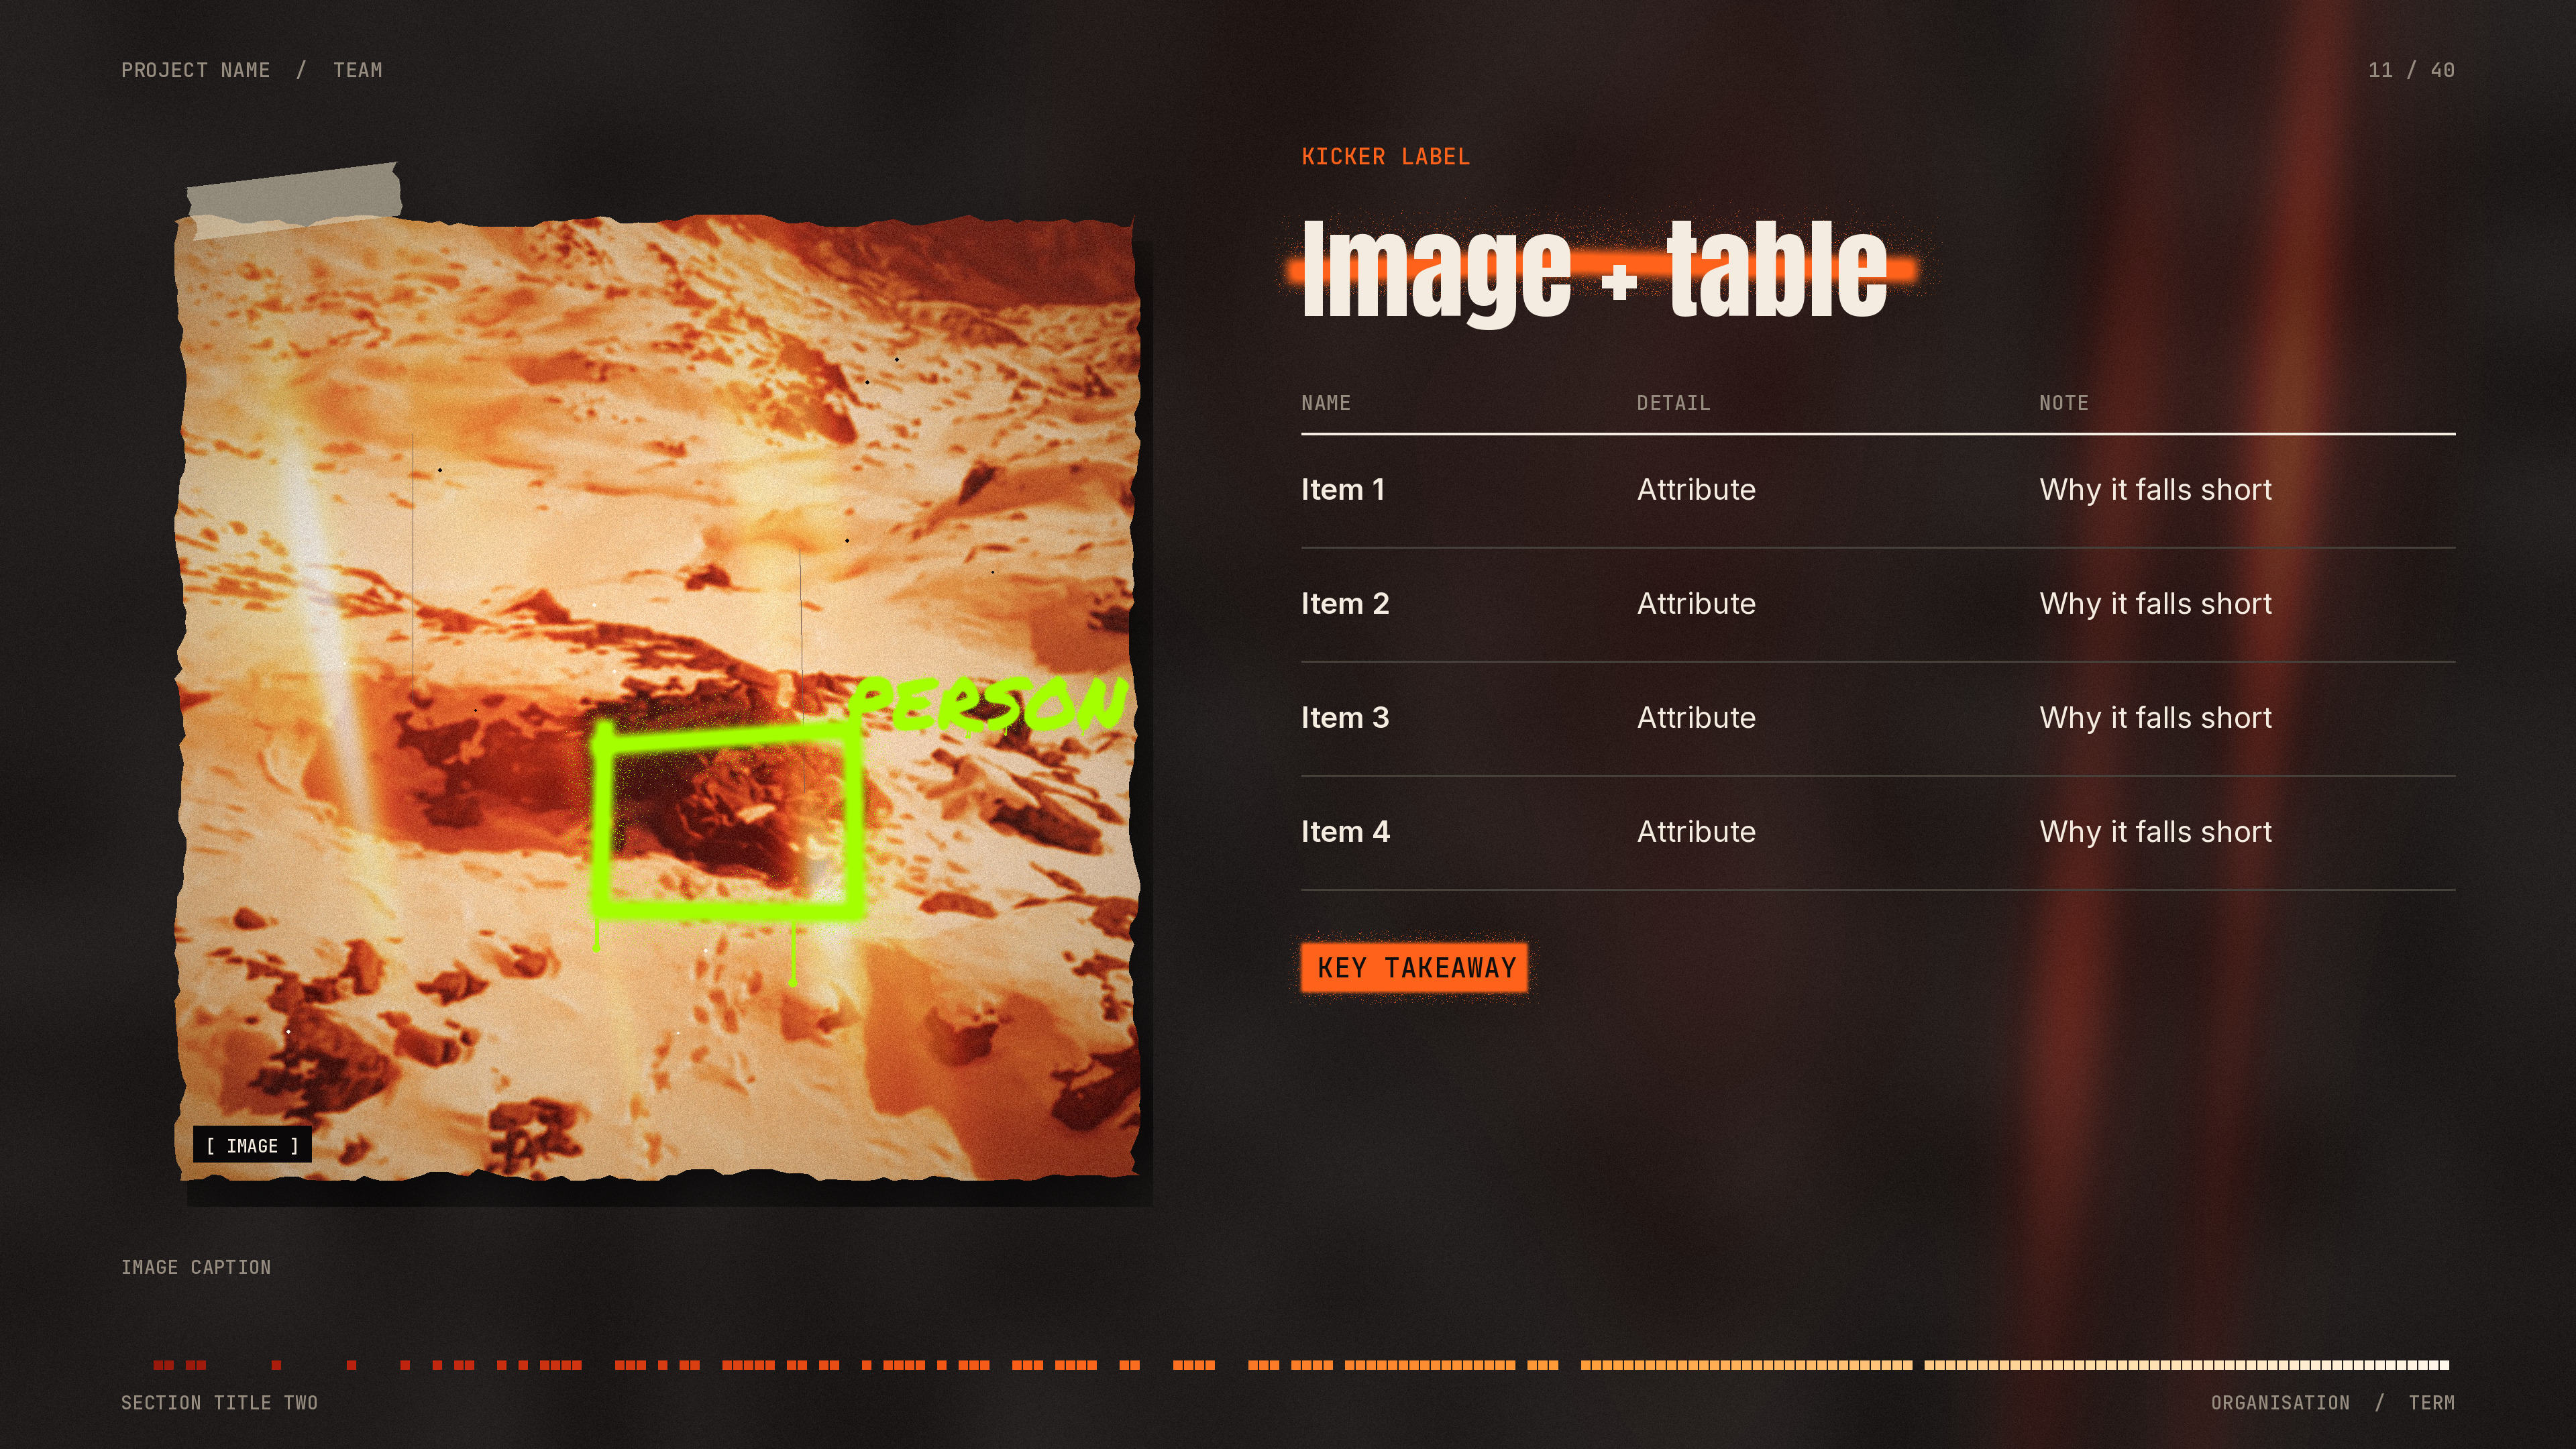 PROJECT NAME / TEAM
11 / 40
PERSON
[ IMAGE ]
IMAGE CAPTION
KICKER LABEL
Image + table
NAME DETAIL NOTE
Item 1 Attribute Why it falls short
Item 2 Attribute Why it falls short
Item 3 Attribute Why it falls short
Item 4 Attribute Why it falls short
KEY TAKEAWAY
SECTION TITLE TWO
ORGANISATION / TERM